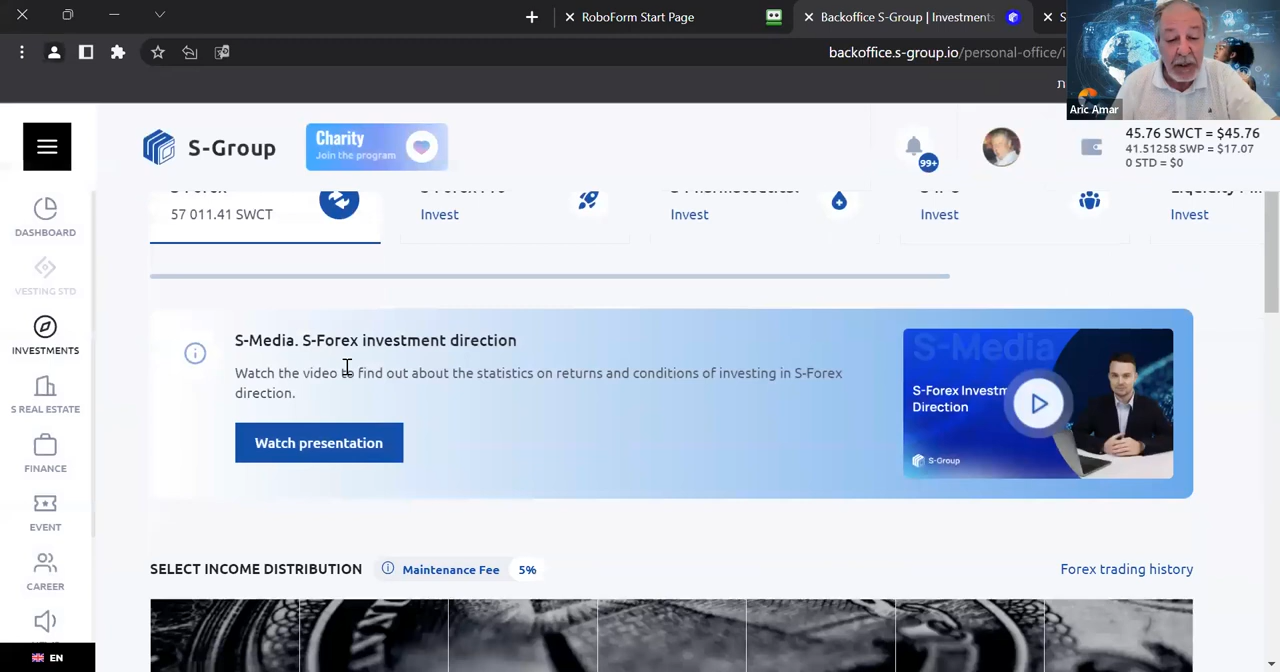 RoboForm Start Page
Backoffice S-Group | Investments
S
backoffice.s-group.io/personal-office/i
ת
Aric Amar
S-Group
Charity
Join the program
99+
45.76 SWCT = $45.76
41.51258 SWP = $17.07
0 STD = $0
DASHBOARD
VESTING STD
INVESTMENTS
S REAL ESTATE
FINANCE
EVENT
CAREER
EN
57 011.41 SWCT
Invest
Invest
Invest
Invest
S-Media. S-Forex investment direction
Watch the video to find out about the statistics on returns and conditions of investing in S-Forex
direction.
Watch presentation
S-Media
S-Forex Investm
Direction
S-Group
SELECT INCOME DISTRIBUTION
Maintenance Fee
5%
Forex trading history